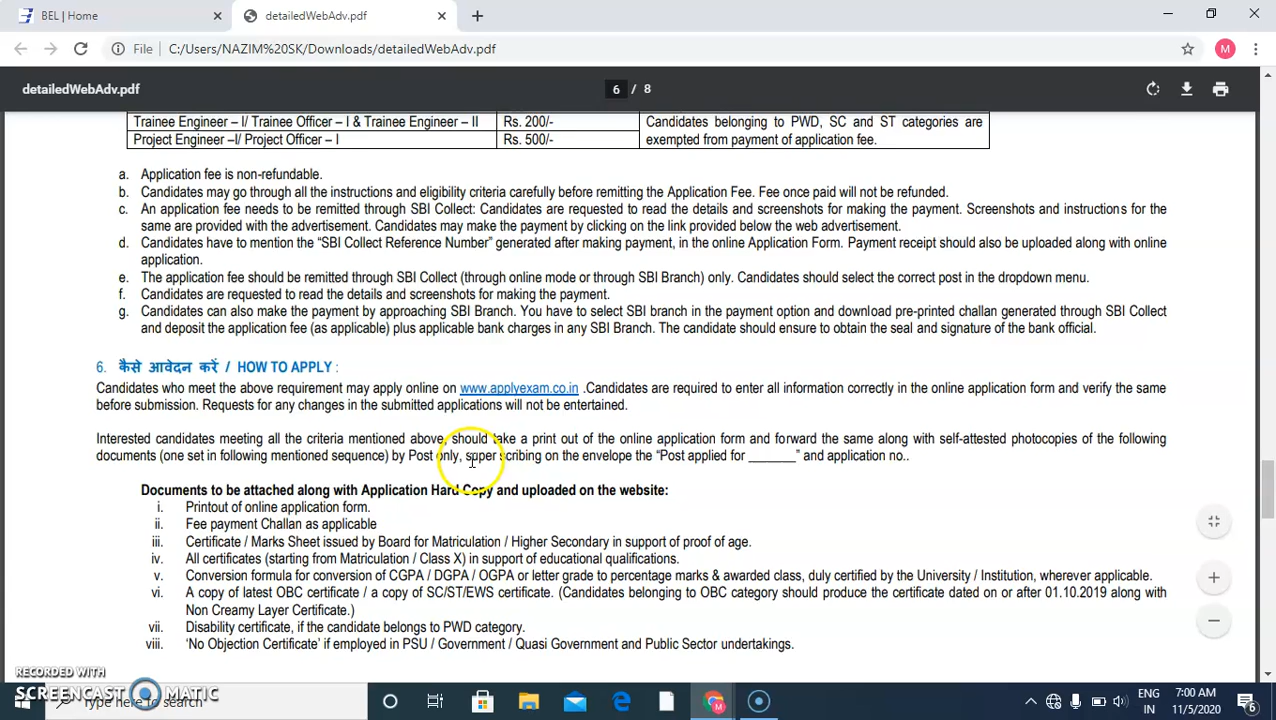 BEL | Home
detailedWebAdv.pdf
File
C:/Users/NAZIM%20SK/Downloads/detailedWebAdv.pdf
M
detailedWebAdv.pdf
6 / 8
Trainee Engineer – I/ Trainee Officer – I & Trainee Engineer – II Rs. 200/- Candidates belonging to PWD, SC and ST categories are
Project Engineer –I/ Project Officer – I Rs. 500/- exempted from payment of application fee.
a. Application fee is non-refundable.
b. Candidates may go through all the instructions and eligibility criteria carefully before remitting the Application Fee. Fee once paid will not be refunded.
c. An application fee needs to be remitted through SBI Collect: Candidates are requested to read the details and screenshots for making the payment. Screenshots and instructions for the
same are provided with the advertisement. Candidates may make the payment by clicking on the link provided below the web advertisement.
d. Candidates have to mention the “SBI Collect Reference Number” generated after making payment, in the online Application Form. Payment receipt should also be uploaded along with online
application.
e. The application fee should be remitted through SBI Collect (through online mode or through SBI Branch) only. Candidates should select the correct post in the dropdown menu.
f. Candidates are requested to read the details and screenshots for making the payment.
g. Candidates can also make the payment by approaching SBI Branch. You have to select SBI branch in the payment option and download pre-printed challan generated through SBI Collect
and deposit the application fee (as applicable) plus applicable bank charges in any SBI Branch. The candidate should ensure to obtain the seal and signature of the bank official.
6. कैसे आवेदन करें / HOW TO APPLY :
Candidates who meet the above requirement may apply online on www.applyexam.co.in .Candidates are required to enter all information correctly in the online application form and verify the same
before submission. Requests for any changes in the submitted applications will not be entertained.
Interested candidates meeting all the criteria mentioned above, should take a print out of the online application form and forward the same along with self-attested photocopies of the following
documents (one set in following mentioned sequence) by Post only, super scribing on the envelope the “Post applied for _______” and application no..
Documents to be attached along with Application Hard Copy and uploaded on the website:
i. Printout of online application form.
ii. Fee payment Challan as applicable
iii. Certificate / Marks Sheet issued by Board for Matriculation / Higher Secondary in support of proof of age.
iv. All certificates (starting from Matriculation / Class X) in support of educational qualifications.
v. Conversion formula for conversion of CGPA / DGPA / OGPA or letter grade to percentage marks & awarded class, duly certified by the University / Institution, wherever applicable.
vi. A copy of latest OBC certificate / a copy of SC/ST/EWS certificate. (Candidates belonging to OBC category should produce the certificate dated on or after 01.10.2019 along with
Non Creamy Layer Certificate.)
vii. Disability certificate, if the candidate belongs to PWD category.
viii. ‘No Objection Certificate’ if employed in PSU / Government / Quasi Government and Public Sector undertakings.
RECORDED WITH
SCREENCAST MATIC
Type here to search
M
ENG
IN
7:00 AM
11/5/2020
6